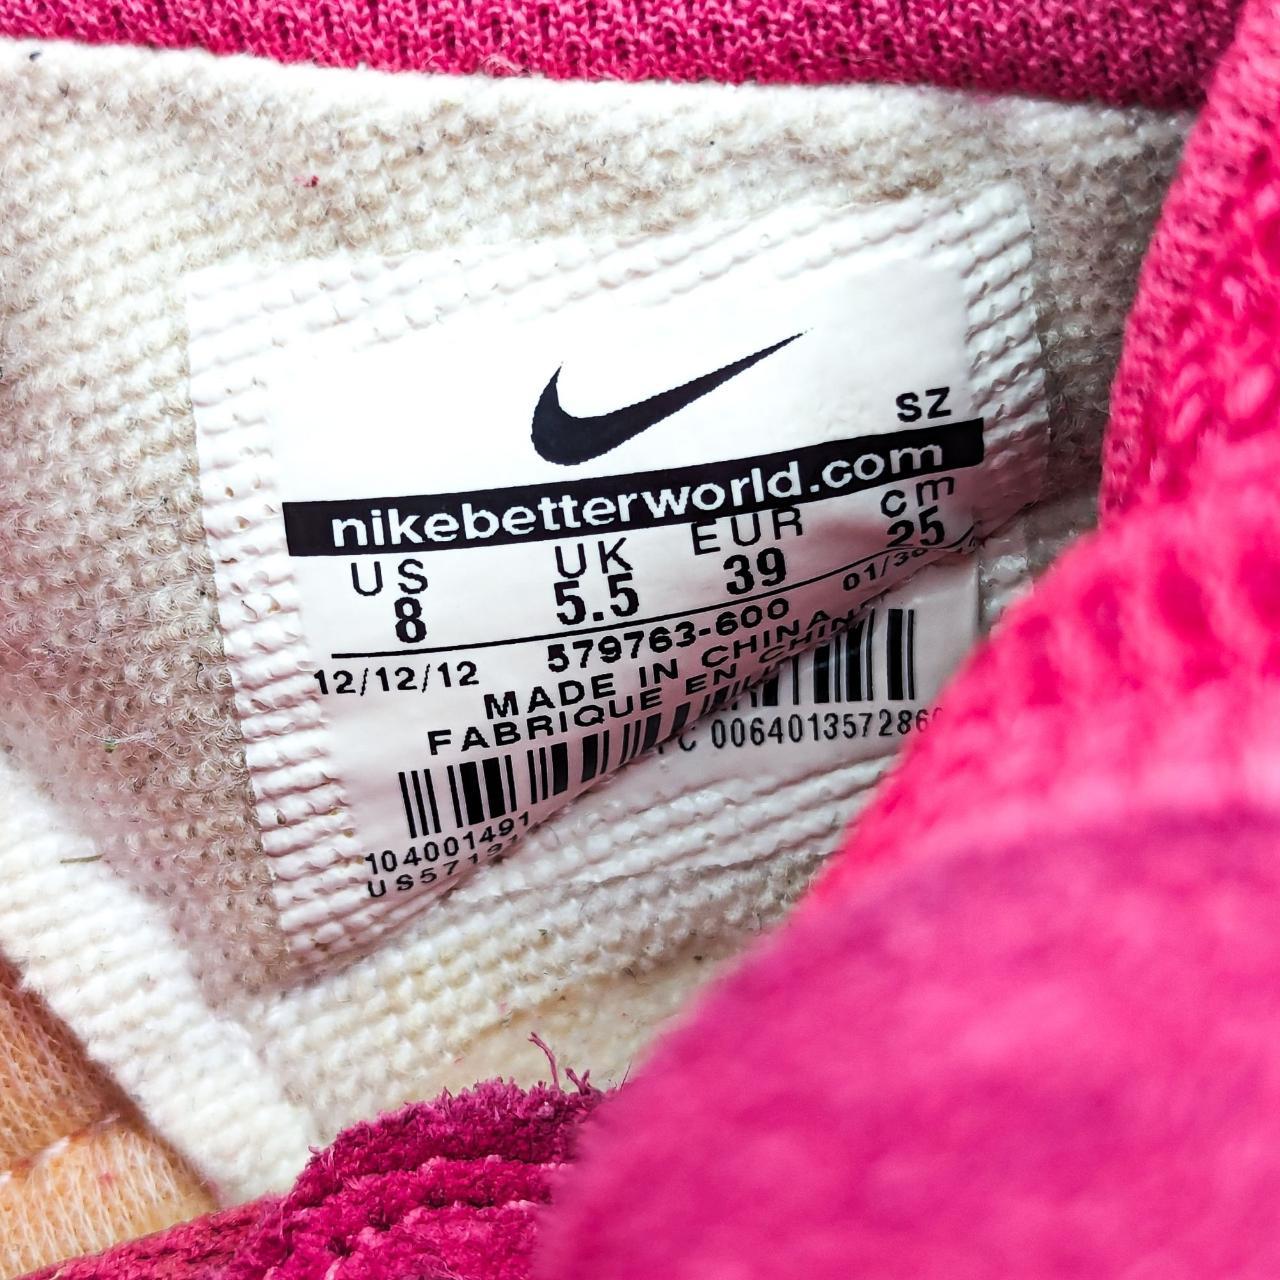 SZ
nikebetterworld.com
US UK EUR cm
8 5.5 39 25
12/12/12 579763-600
MADE IN CHINA
FABRIQUE EN
104001491